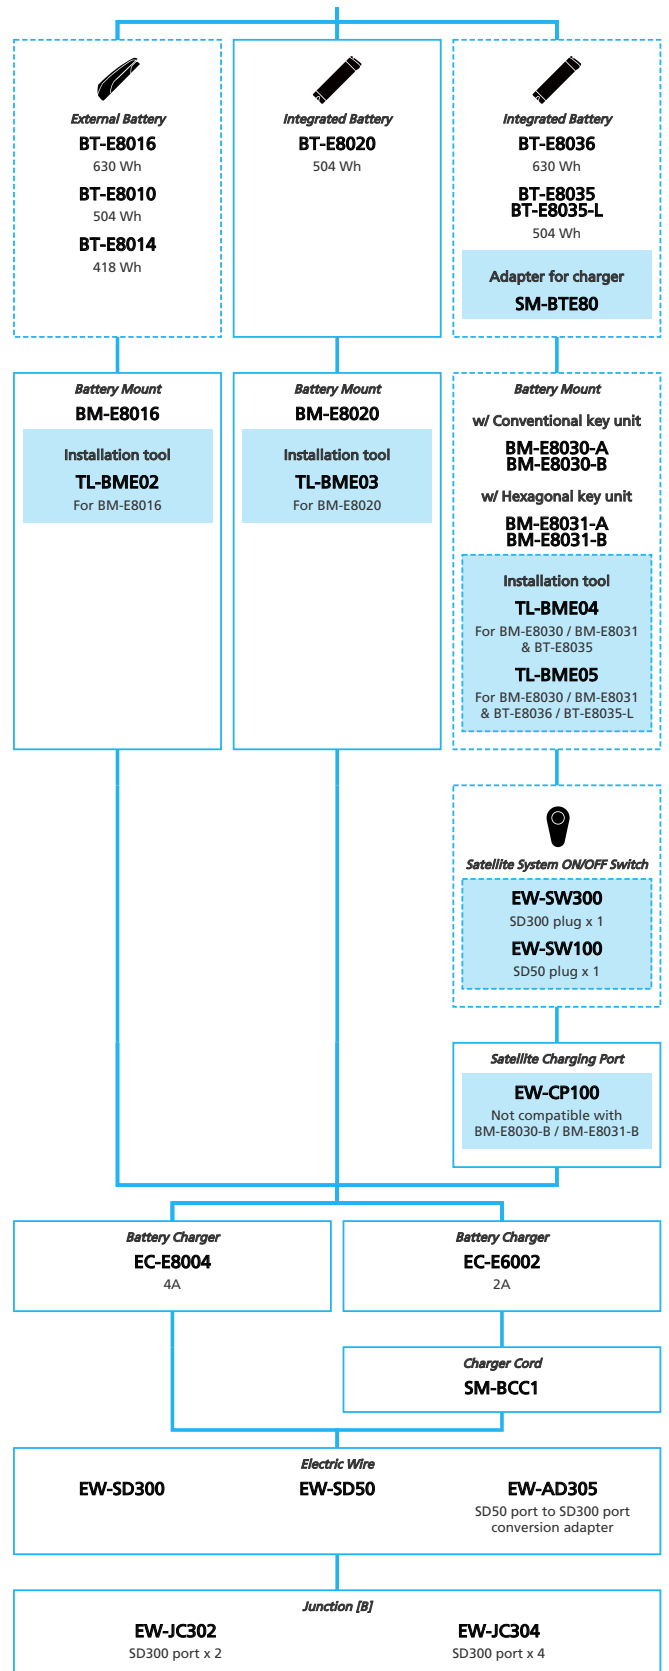 External Battery
BT-E8016
630 Wh
BT-E8010
504 Wh
BT-E8014
418 Wh
Integrated Battery
BT-E8020
504 Wh
Integrated Battery
BT-E8036
630 Wh
BT-E8035
BT-E8035-L
504 Wh
Adapter for charger
SM-BTE80
Battery Mount
BM-E8016
Installation tool
TL-BME02
For BM-E8016
Battery Mount
BM-E8020
Installation tool
TL-BME03
For BM-E8020
Battery Mount
w/ Conventional key unit
BM-E8030-A
BM-E8030-B
w/ Hexagonal key unit
BM-E8031-A
BM-E8031-B
Installation tool
TL-BME04
For BM-E8030 / BM-E8031
& BT-E8035
TL-BME05
For BM-E8030 / BM-E8031
& BT-E8036 / BT-E8035-L
Satellite System ON/OFF Switch
EW-SW300
SD300 plug x 1
EW-SW100
SD50 plug x 1
Satellite Charging Port
EW-CP100
Not compatible with
BM-E8030-B / BM-E8031-B
Battery Charger
EC-E8004
4A
Battery Charger
EC-E6002
2A
Charger Cord
SM-BCC1
Electric Wire
EW-SD300
EW-SD50
EW-AD305
SD50 port to SD300 port
conversion adapter
Junction [B]
EW-JC302
SD300 port x 2
EW-JC304
SD300 port x 4